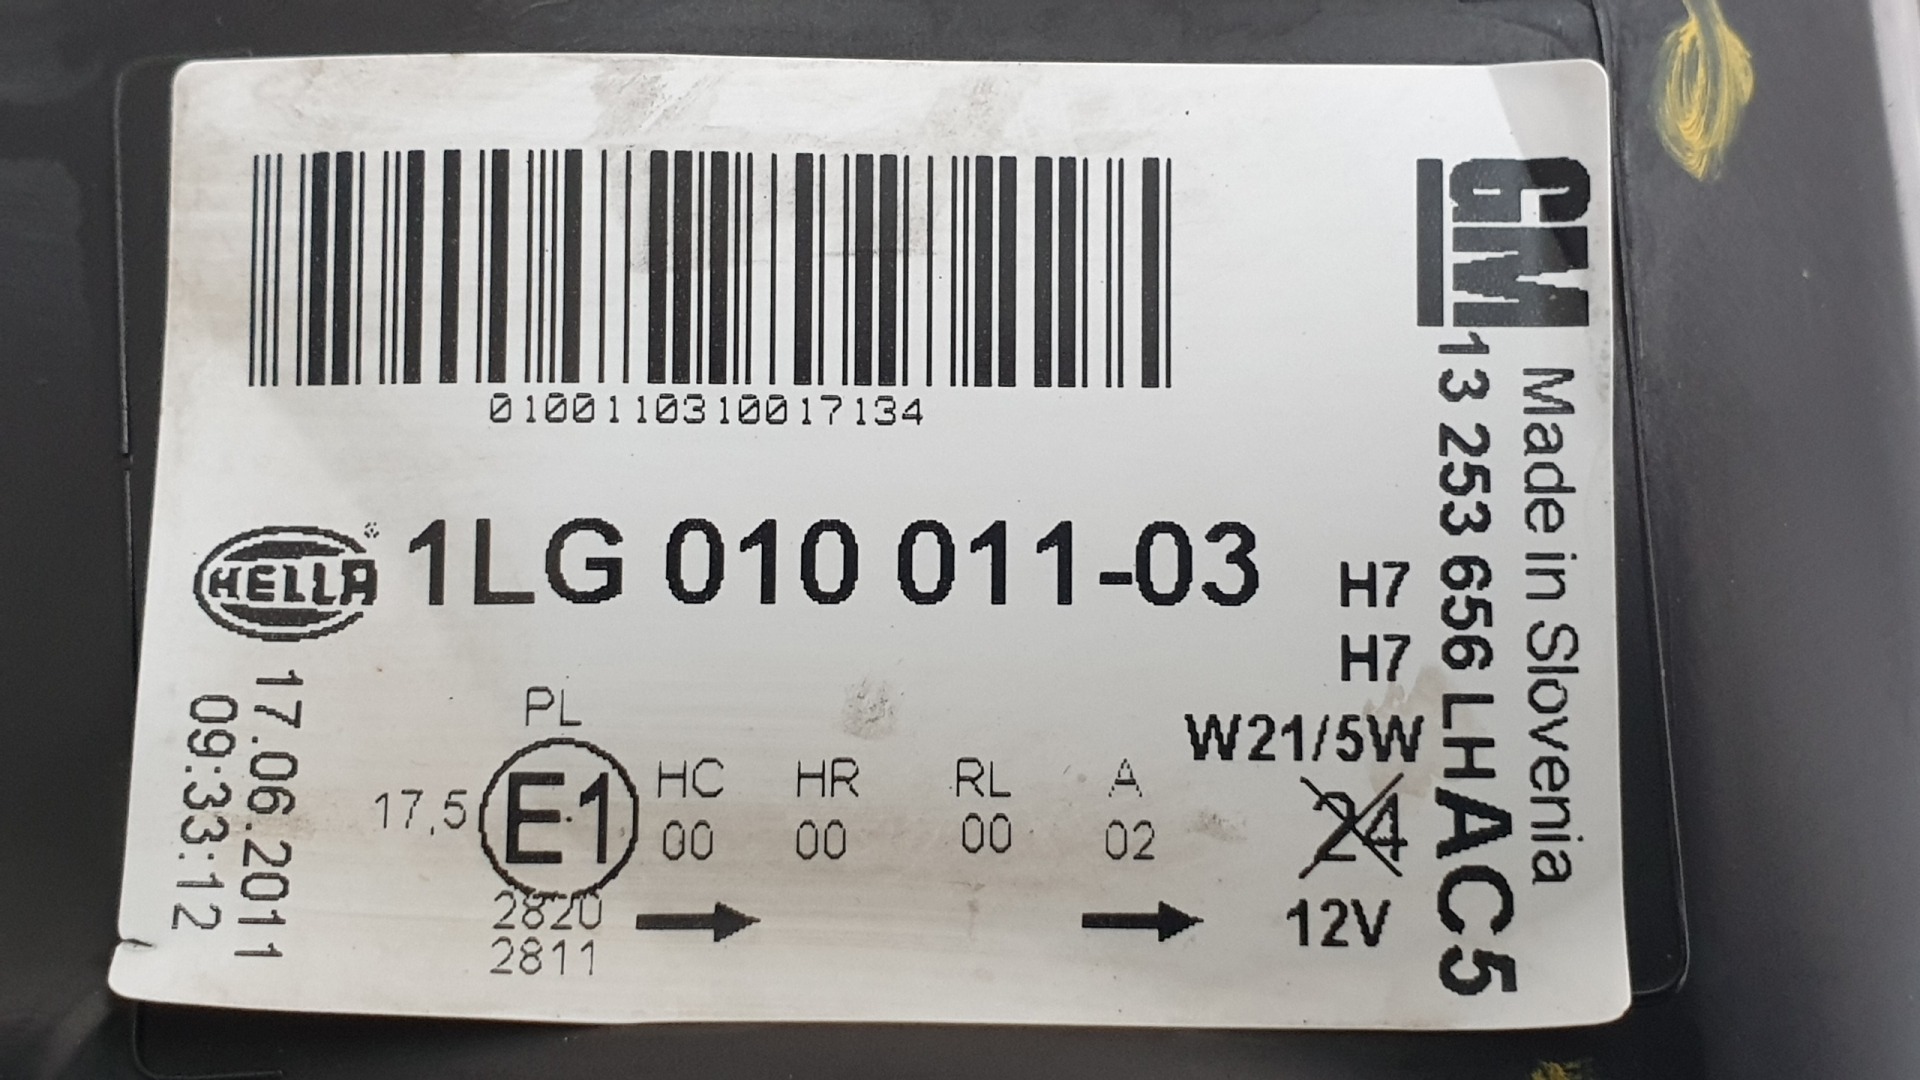 0100110310017134
HELLA® 1LG 010 011-03
H7
H7
W21/5W
24
12V
PL
17,5 E1 HC HR RL A
00 00 00 02
2820
2811
17.06.2011
09:33:12
GM 13 253 656 LH AC5
Made in Slovenia